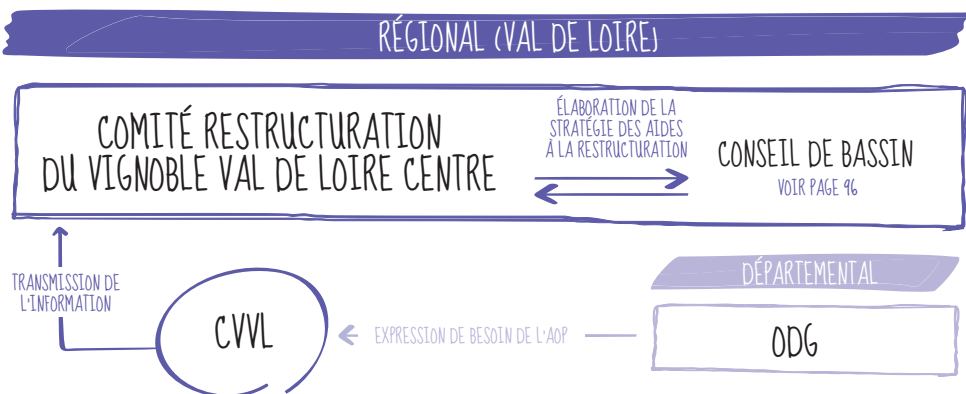 RÉGIONAL (VAL DE LOIRE)
COMITÉ RESTRUCTURATION
DU VIGNOBLE VAL DE LOIRE CENTRE
ÉLABORATION DE LA
STRATÉGIE DES AIDES
À LA RESTRUCTURATION
CONSEIL DE BASSIN
VOIR PAGE 96
TRANSMISSION DE
L'INFORMATION
CVVL
EXPRESSION DE BESOIN DE L'AOP
DÉPARTEMENTAL
ODG